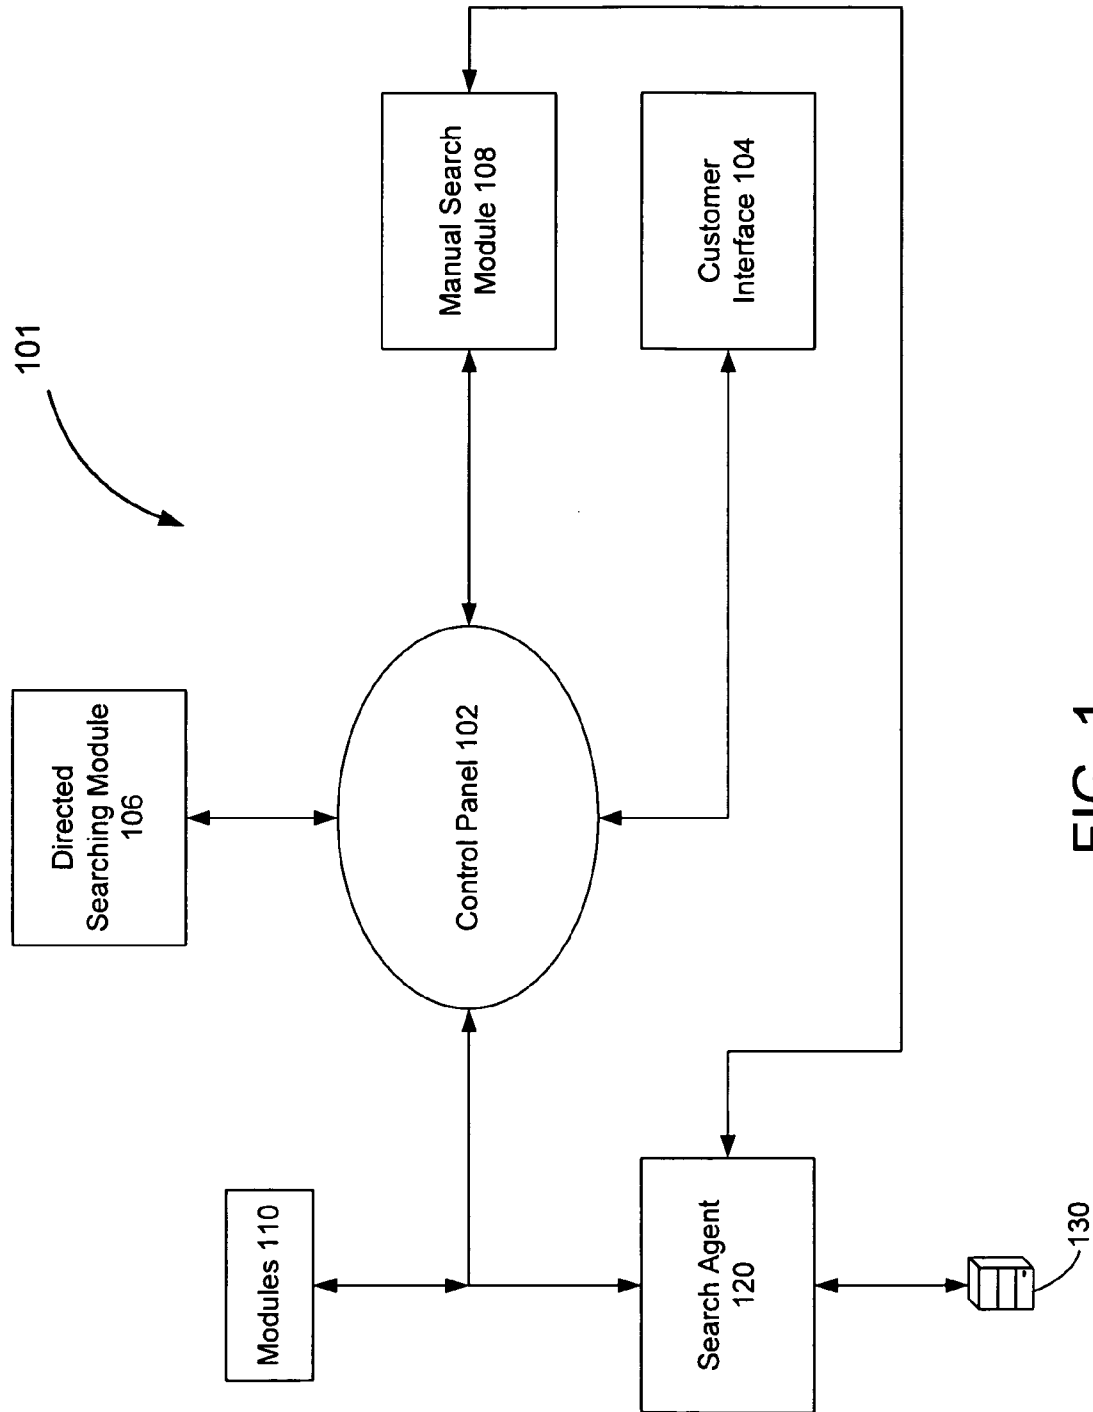 101
Directed
Searching Module
106
Modules 110
Control Panel 102
Manual Search
Module 108
Search Agent
120
Customer
Interface 104
130
FIG. 1